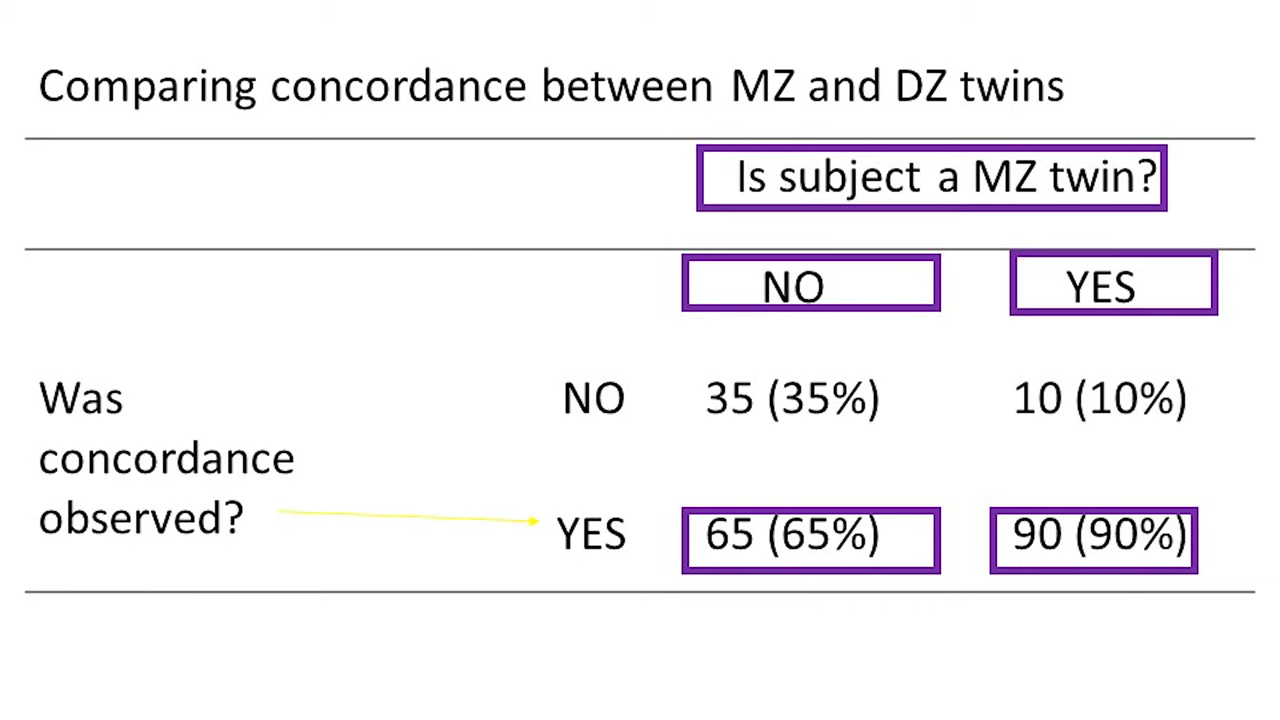 Comparing concordance between MZ and DZ twins
Is subject a MZ twin?
NO YES
Was NO 35 (35%) 10 (10%)
concordance
observed? YES 65 (65%) 90 (90%)